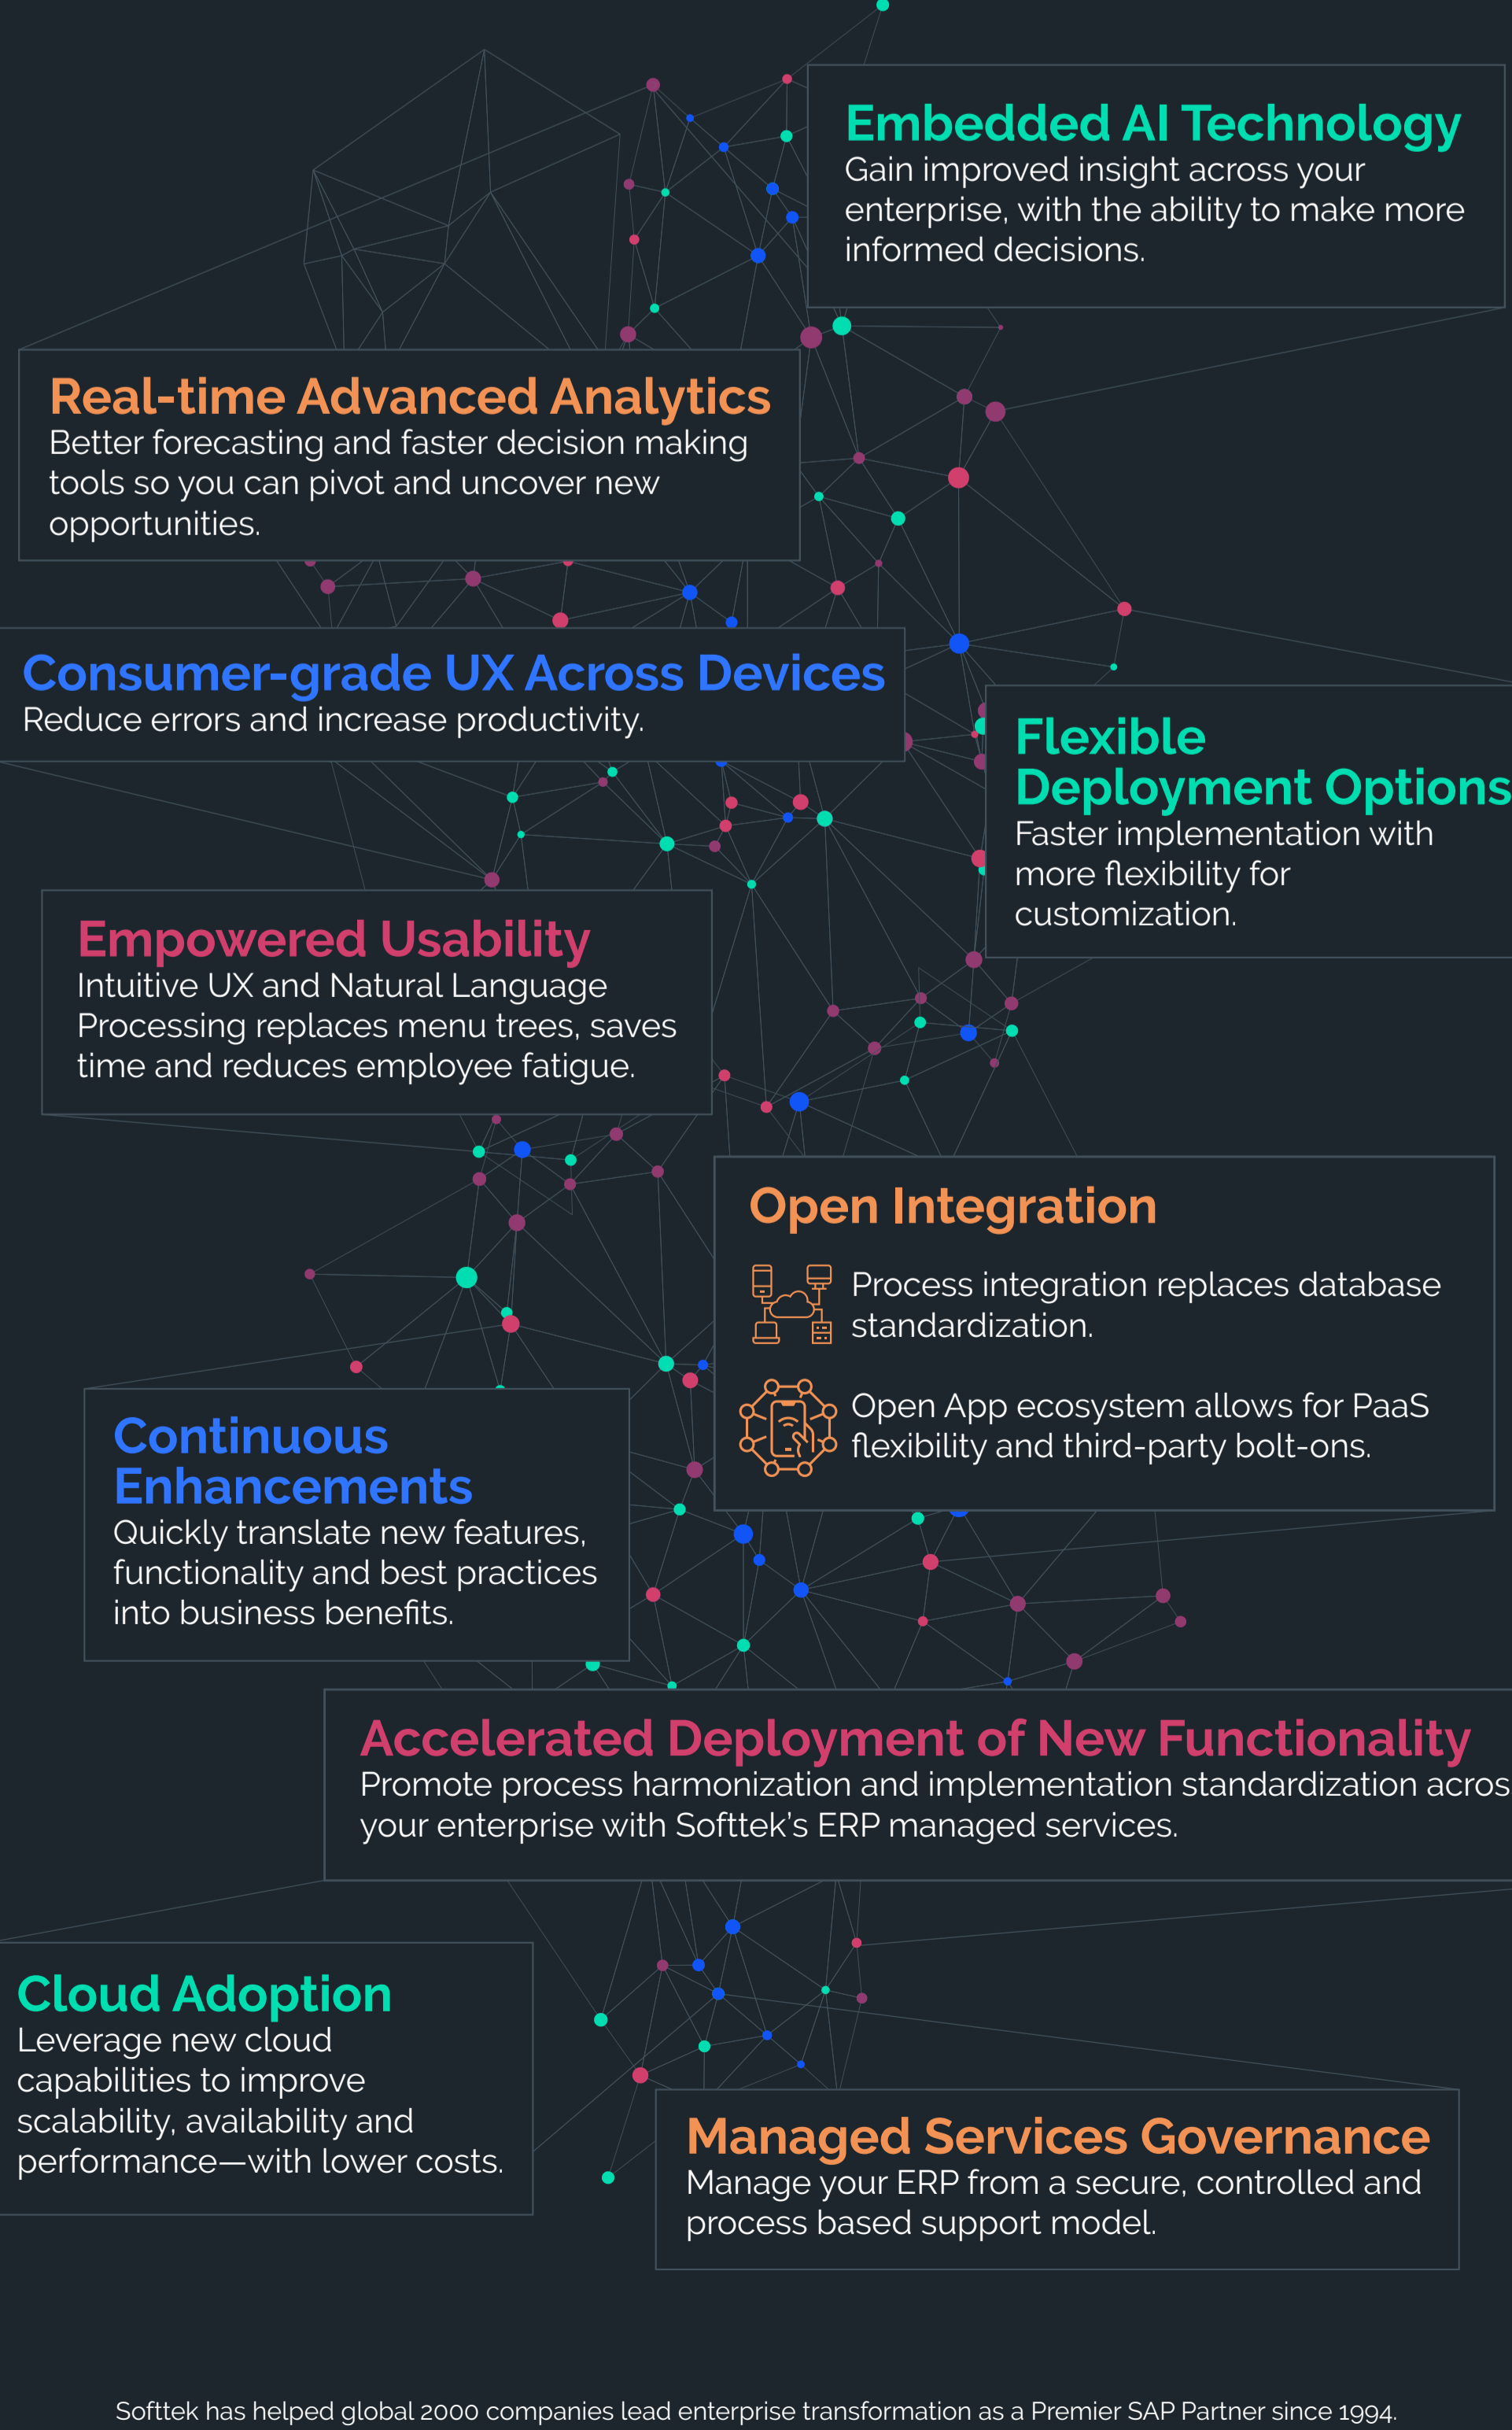 Embedded AI Technology
Gain improved insight across your
enterprise, with the ability to make more
informed decisions.
Real-time Advanced Analytics
Better forecasting and faster decision making
tools so you can pivot and uncover new
opportunities.
Consumer-grade UX Across Devices
Reduce errors and increase productivity.
Flexible
Deployment Options
Faster implementation with
more flexibility for
customization.
Empowered Usability
Intuitive UX and Natural Language
Processing replaces menu trees, saves
time and reduces employee fatigue.
Open Integration
Process integration replaces database
standardization.
Open App ecosystem allows for PaaS
flexibility and third-party bolt-ons.
Continuous
Enhancements
Quickly translate new features,
functionality and best practices
into business benefits.
Accelerated Deployment of New Functionality
Promote process harmonization and implementation standardization acros
your enterprise with Softtek’s ERP managed services.
Cloud Adoption
Leverage new cloud
capabilities to improve
scalability, availability and
performance—with lower costs.
Managed Services Governance
Manage your ERP from a secure, controlled and
process based support model.
Softtek has helped global 2000 companies lead enterprise transformation as a Premier SAP Partner since 1994.